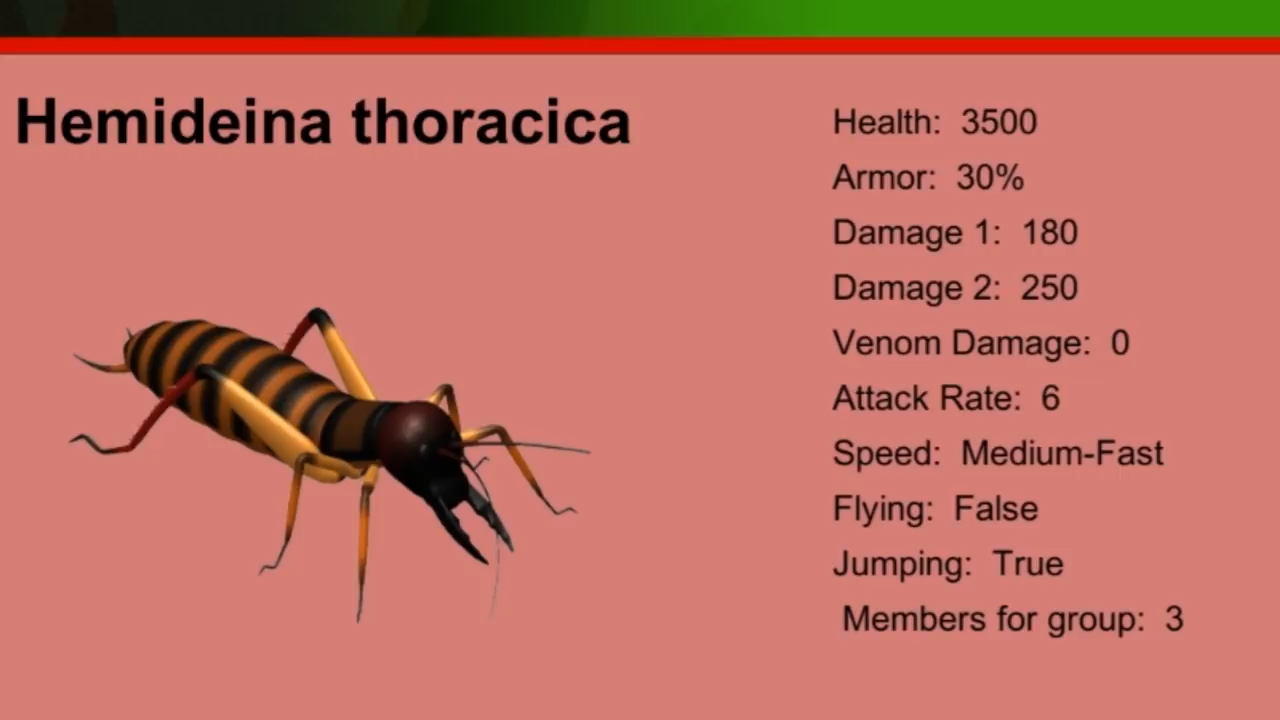 Hemideina thoracica
Health: 3500
Armor: 30%
Damage 1: 180
Damage 2: 250
Venom Damage: 0
Attack Rate: 6
Speed: Medium-Fast
Flying: False
Jumping: True
Members for group: 3